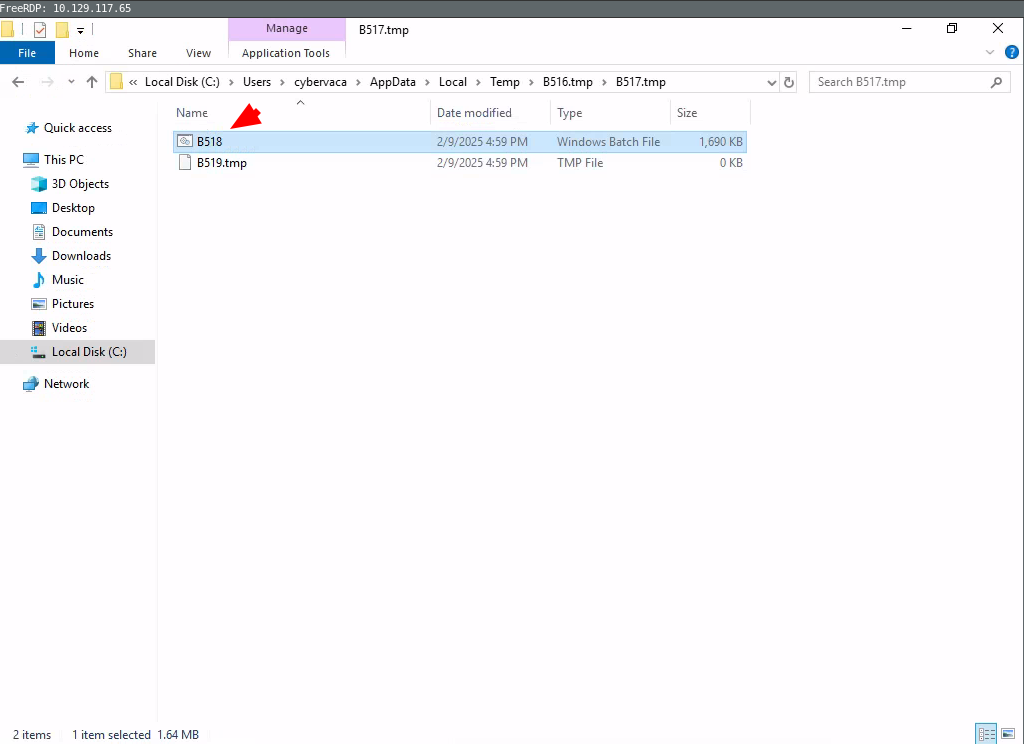 FreeRDP: 10.129.117.65
Manage
B517.tmp
File
Home
Share
View
Application Tools
« Local Disk (C:) › Users › cybervaca › AppData › Local › Temp › B516.tmp › B517.tmp
Search B517.tmp
Name
Date modified
Type
Size
Quick access
This PC
3D Objects
Desktop
Documents
Downloads
Music
Pictures
Videos
Local Disk (C:)
Network
B518 2/9/2025 4:59 PM Windows Batch File 1,690 KB
B519.tmp 2/9/2025 4:59 PM TMP File 0 KB
2 items 1 item selected 1.64 MB